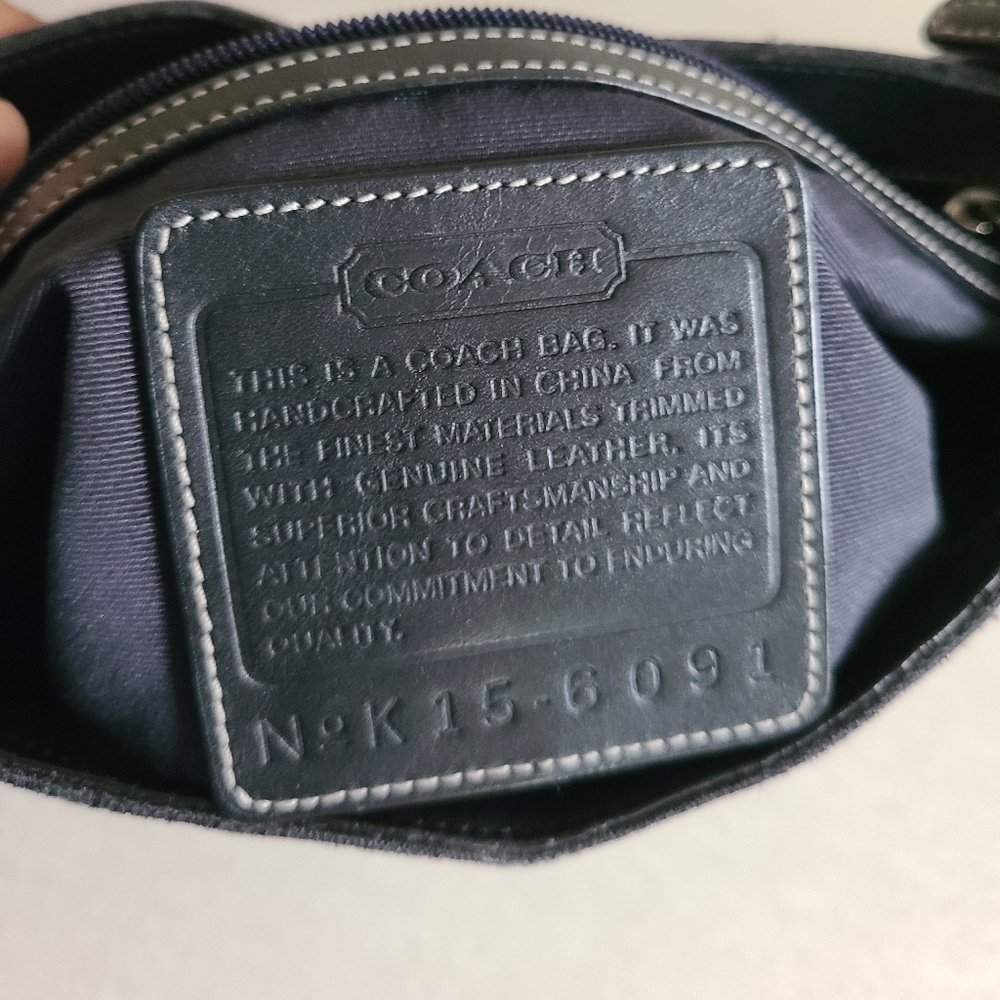 COACH
THIS IS A COACH BAG. IT WAS
HANDCRAFTED IN CHINA FROM
THE FINEST MATERIALS TRIMMED
WITH GENUINE LEATHER. ITS
SUPERIOR CRAFTSMANSHIP AND
ATTENTION TO DETAIL REFLECT
OUR COMMITMENT TO ENDURING
QUALITY.
Nº K15-6091